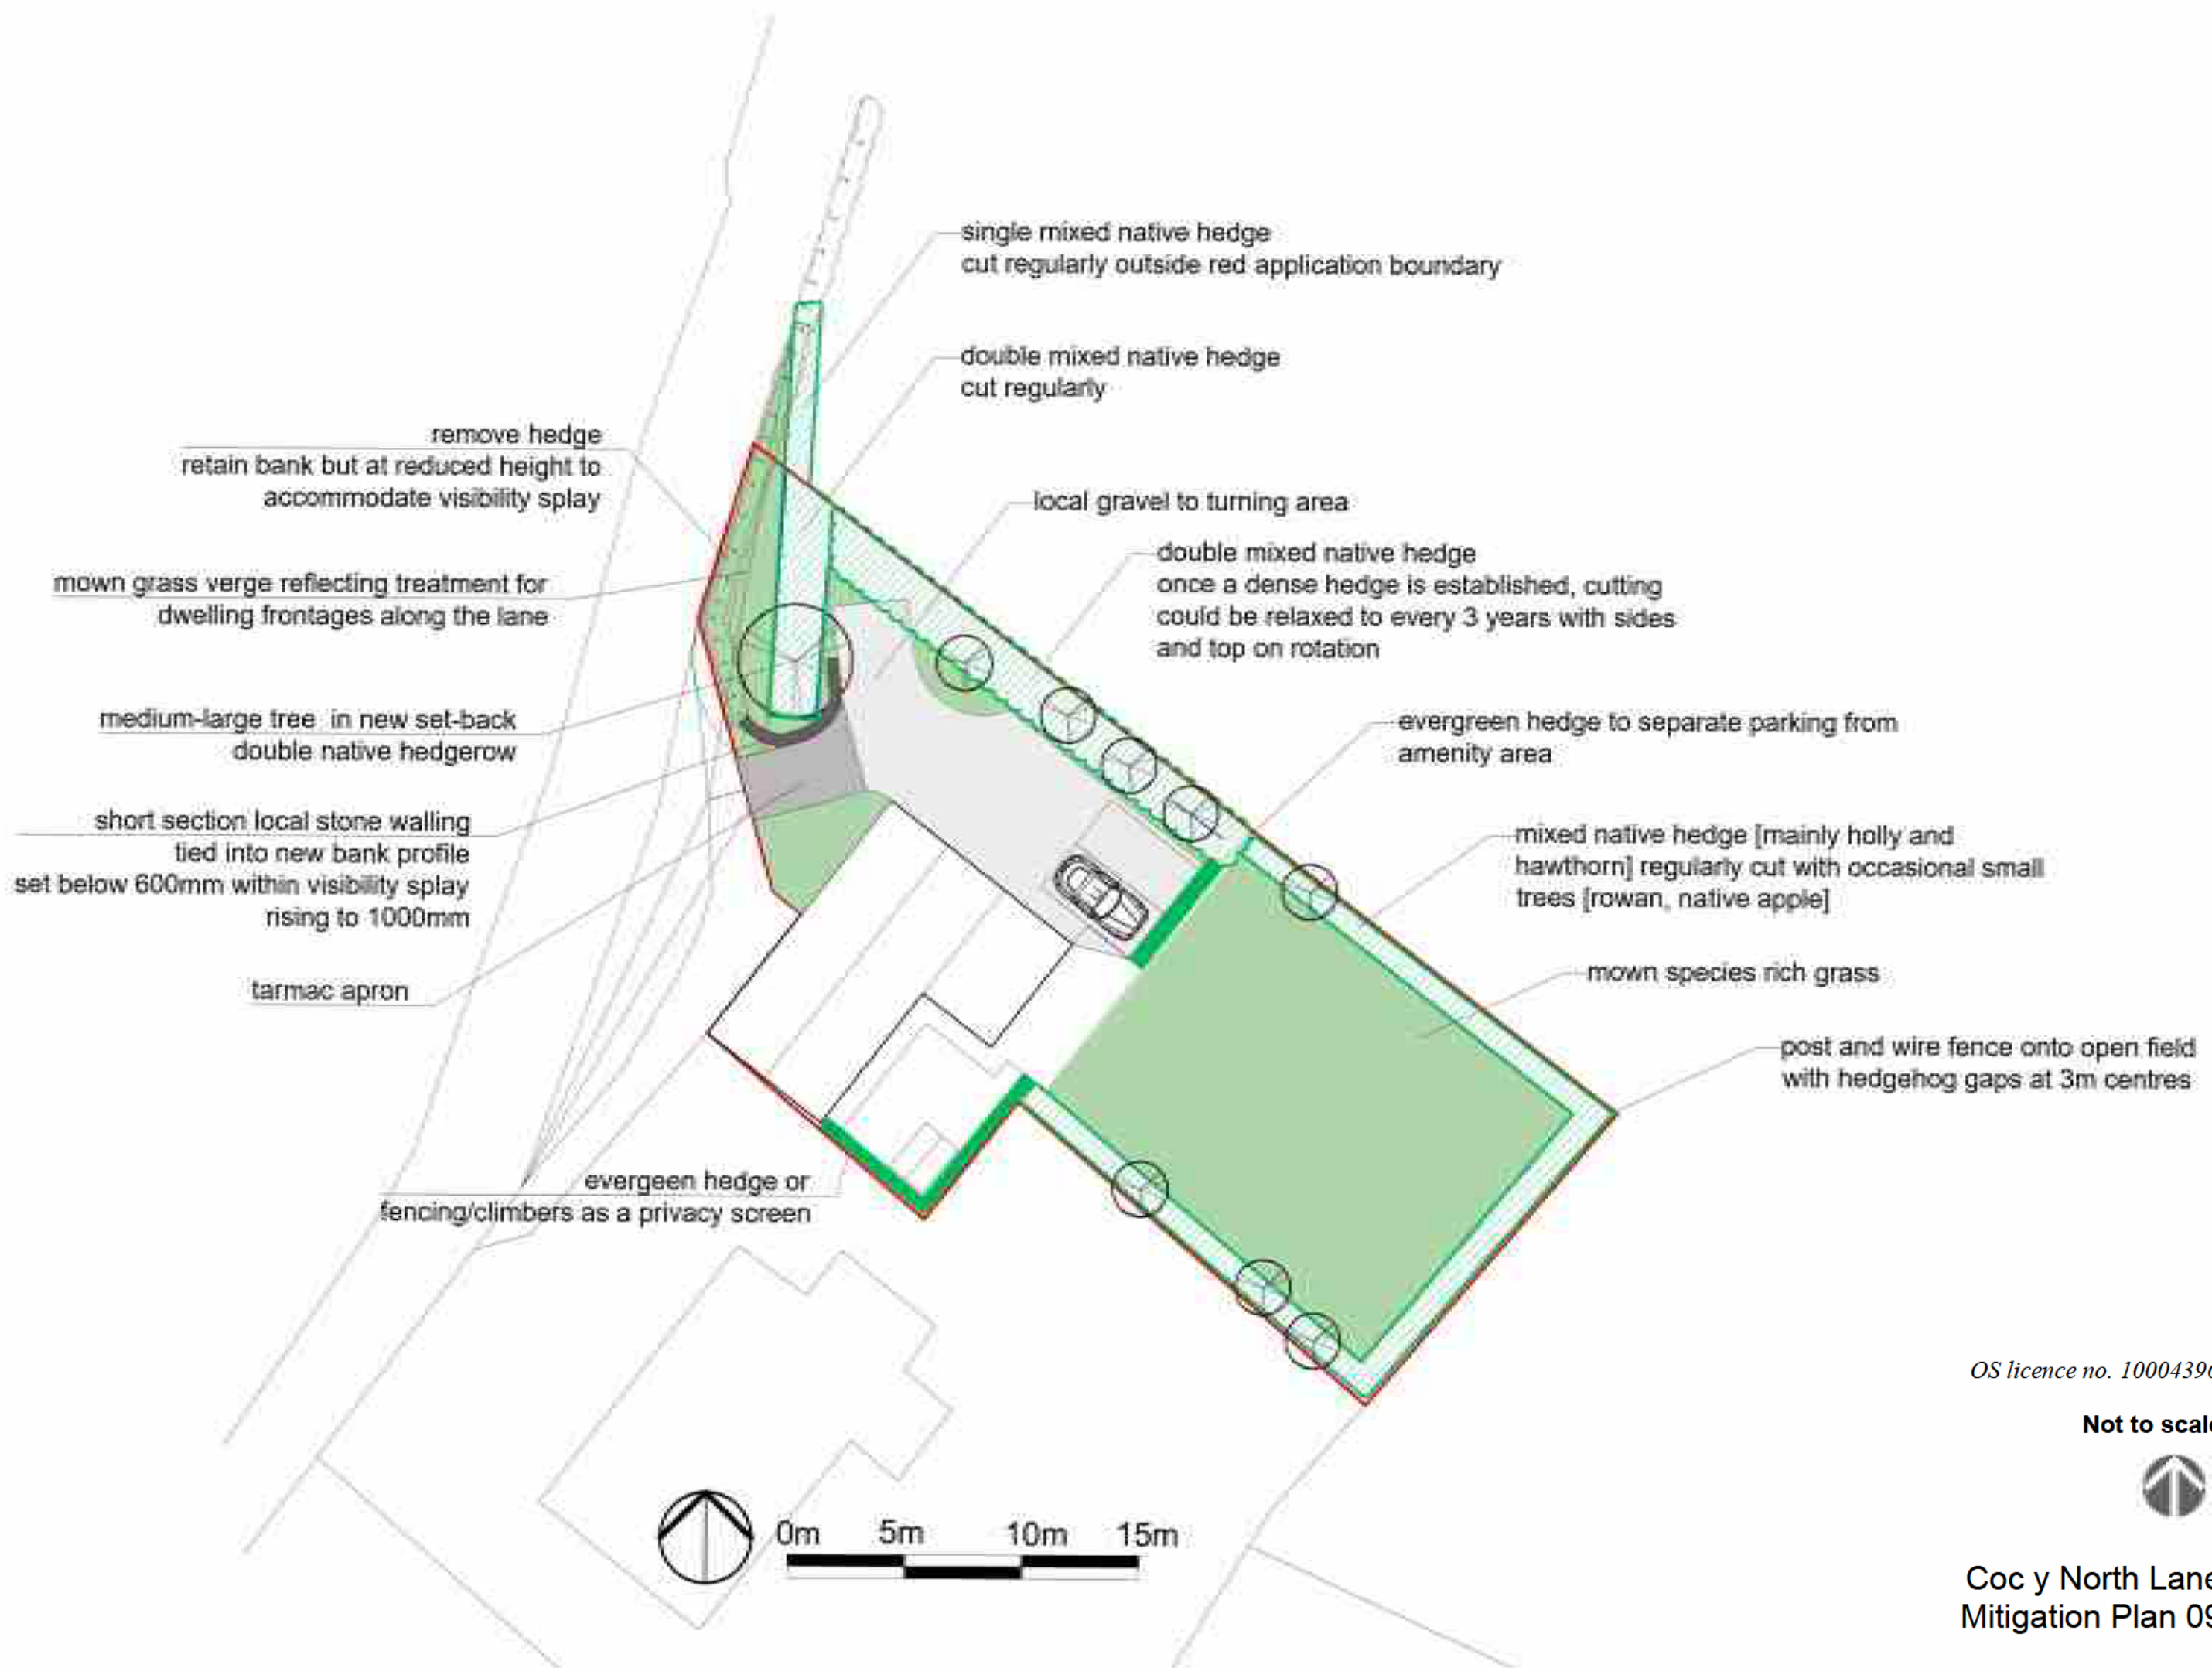 single mixed native hedge
cut regularly outside red application boundary
double mixed native hedge
cut regularly
remove hedge
retain bank but at reduced height to
accommodate visibility splay
local gravel to turning area
double mixed native hedge
once a dense hedge is established, cutting
could be relaxed to every 3 years with sides
and top on rotation
mown grass verge reflecting treatment for
dwelling frontages along the lane
medium-large tree in new set-back
double native hedgerow
evergreen hedge to separate parking from
amenity area
short section local stone walling
tied into new bank profile
set below 600mm within visibility splay
rising to 1000mm
mixed native hedge [mainly holly and
hawthorn] regularly cut with occasional small
trees [rowan, native apple]
tarmac apron
mown species rich grass
post and wire fence onto open field
with hedgehog gaps at 3m centres
evergeen hedge or
fencing/climbers as a privacy screen
OS licence no. 10004396
Not to scale
0m 5m 10m 15m
Coc y North Lane
Mitigation Plan 09